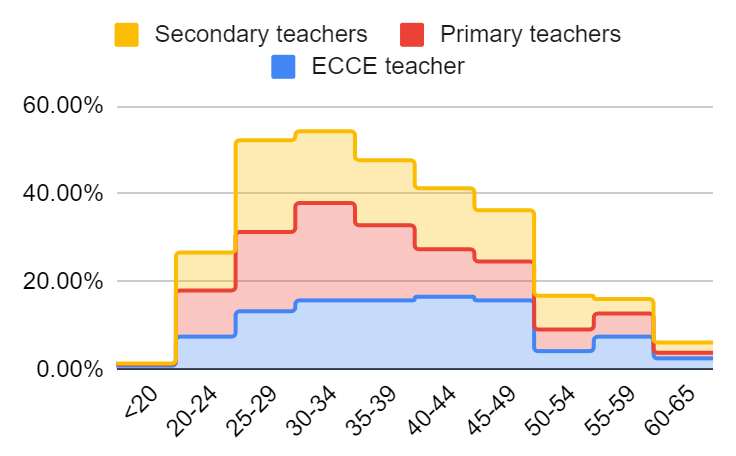 Secondary teachers Primary teachers
ECCE teacher
60.00%
40.00%
20.00%
0.00%
<20 20-24 25-29 30-34 35-39 40-44 45-49 50-54 55-59 60-65